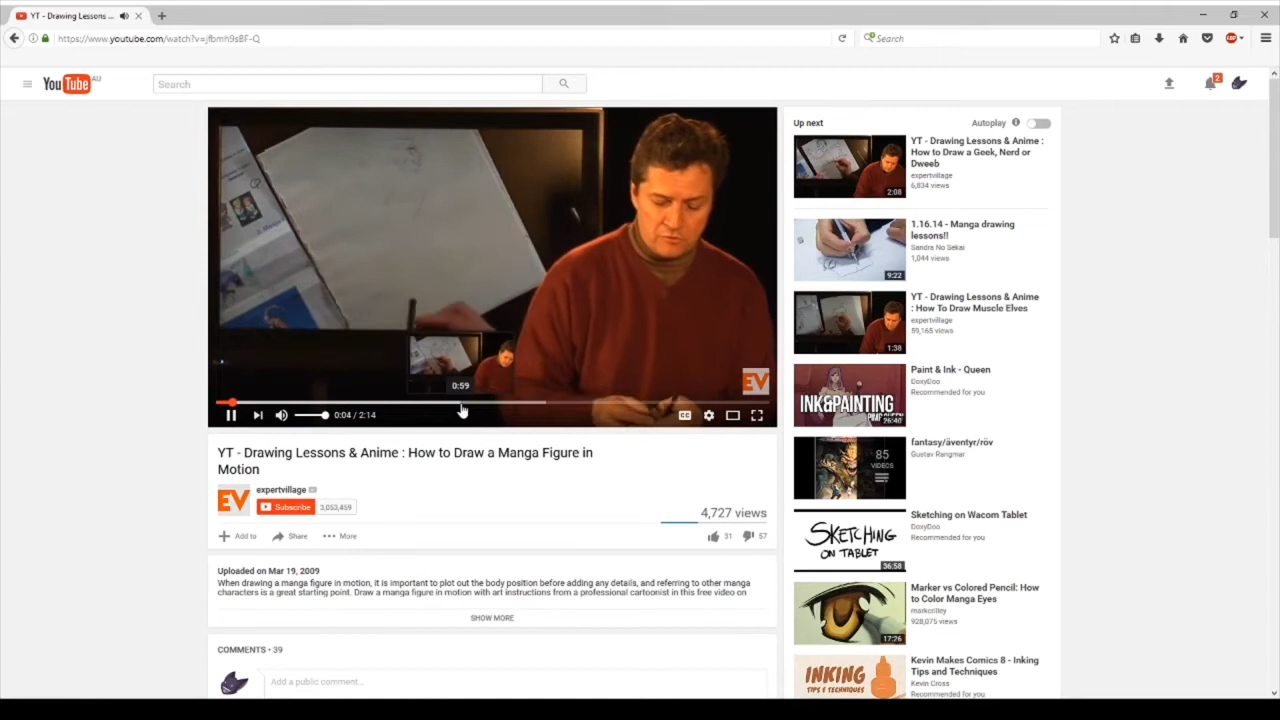 YT - Drawing Lessons ...
https://www.youtube.com/watch?v=jfbmh9sBF-Q
Search
YouTube AU
Search
2
EV
0:59
0:04 / 2:14
CC
YT - Drawing Lessons & Anime : How to Draw a Manga Figure in
Motion
EV
expertvillage
Subscribe
3,053,459
4,727 views
Add to
Share
More
31
57
Uploaded on Mar 19, 2009
When drawing a manga figure in motion, it is important to plot out the body position before adding any details, and referring to other manga
characters is a great starting point. Draw a manga figure in motion with art instructions from a professional cartoonist in this free video on
SHOW MORE
COMMENTS • 39
Add a public comment...
Up next
Autoplay
YT - Drawing Lessons & Anime :
How to Draw a Geek, Nerd or
Dweeb
expertvillage
6,834 views
2:08
1.16.14 - Manga drawing
lessons!!
Sandra No Sekai
1,044 views
9:22
YT - Drawing Lessons & Anime
: How To Draw Muscle Elves
expertvillage
59,165 views
1:38
Paint & Ink - Queen
DoxyDoo
Recommended for you
INK&PAINTING
26:40
fantasy/äventyr/röv
Gustav Rangmar
85
VIDEOS
Sketching on Wacom Tablet
DoxyDoo
Recommended for you
SKETCHING
ON TABLET
36:58
Marker vs Colored Pencil: How
to Color Manga Eyes
markcrilley
928,075 views
17:26
Kevin Makes Comics 8 - Inking
Tips and Techniques
Kevin Cross
Recommended for you
INKING
TIPS & TECHNIQUES